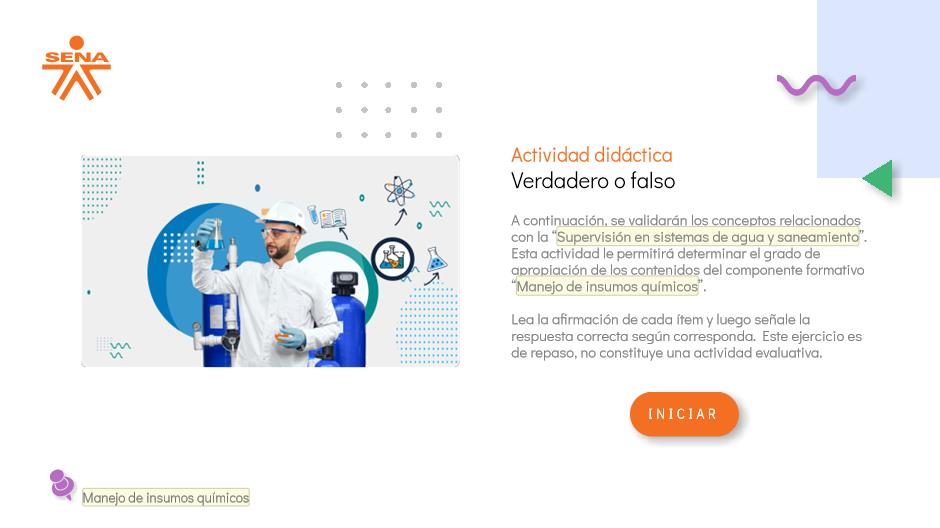 SENA
Actividad didáctica
Verdadero o falso
A continuación, se validarán los conceptos relacionados
con la “Supervisión en sistemas de agua y saneamiento”.
Esta actividad le permitirá determinar el grado de
apropiación de los contenidos del componente formativo
“Manejo de insumos químicos”.
Lea la afirmación de cada ítem y luego señale la
respuesta correcta según corresponda. Este ejercicio es
de repaso, no constituye una actividad evaluativa.
INICIAR
Manejo de insumos químicos